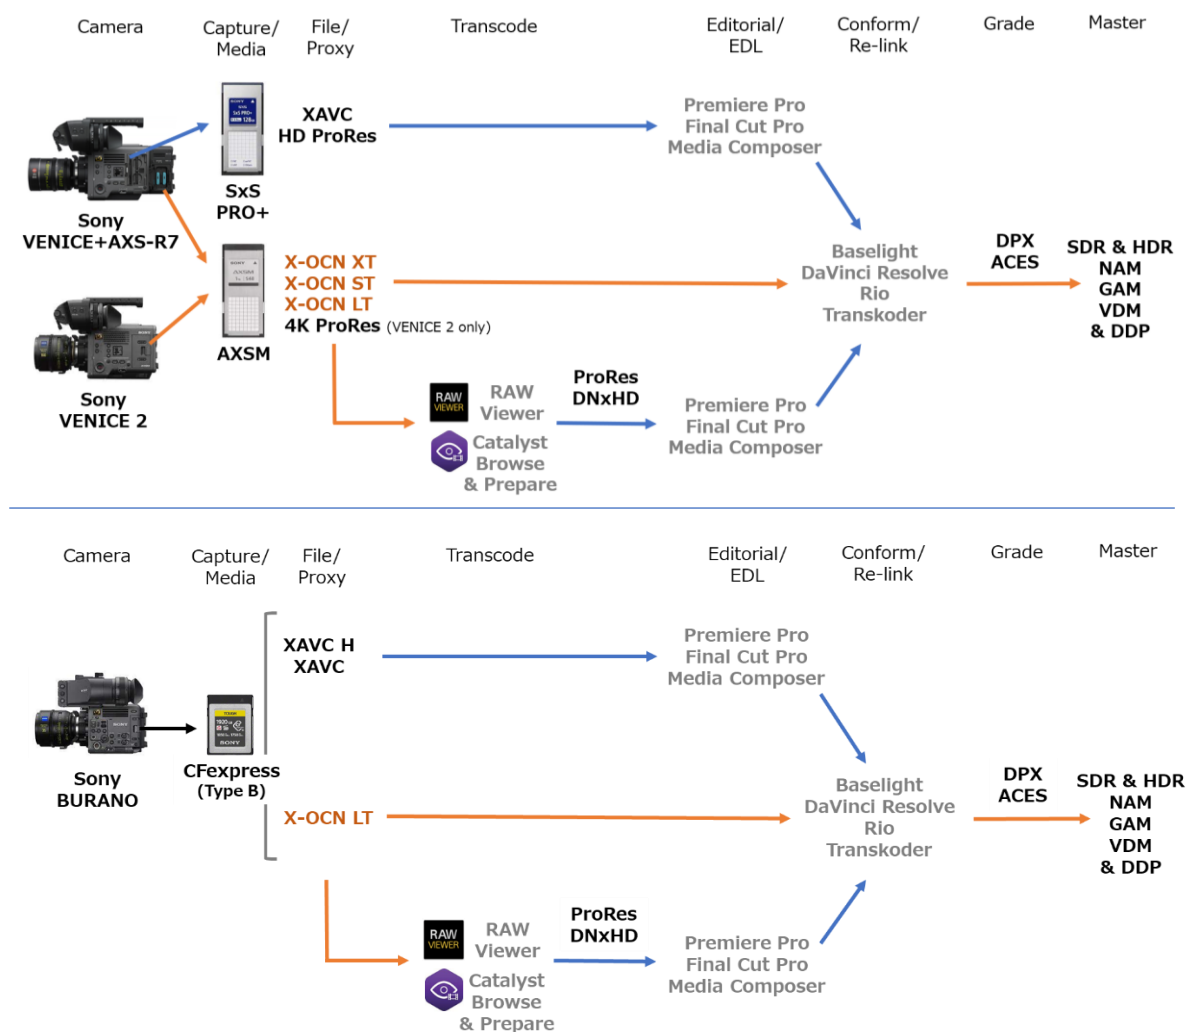 Camera
Capture/
Media
File/
Proxy
Transcode
Editorial/
EDL
Conform/
Re-link
Grade
Master
SONY
SxS
PRO+
XAVC
HD ProRes
Premiere Pro
Final Cut Pro
Media Composer
Sony
VENICE+AXS-R7
SONY
AXSM
AXSM
X-OCN XT
X-OCN ST
X-OCN LT
4K ProRes (VENICE 2 only)
Baselight
DaVinci Resolve
Rio
Transkoder
DPX
ACES
SDR & HDR
NAM
GAM
VDM
& DDP
Sony
VENICE 2
RAW
VIEWER
RAW
Viewer
Catalyst
Browse
& Prepare
ProRes
DNxHD
Premiere Pro
Final Cut Pro
Media Composer
Camera
Capture/
Media
File/
Proxy
Transcode
Editorial/
EDL
Conform/
Re-link
Grade
Master
XAVC H
XAVC
Premiere Pro
Final Cut Pro
Media Composer
SONY
Sony
BURANO
SONY
CFexpress
(Type B)
X-OCN LT
Baselight
DaVinci Resolve
Rio
Transkoder
DPX
ACES
SDR & HDR
NAM
GAM
VDM
& DDP
RAW
VIEWER
RAW
Viewer
Catalyst
Browse
& Prepare
ProRes
DNxHD
Premiere Pro
Final Cut Pro
Media Composer